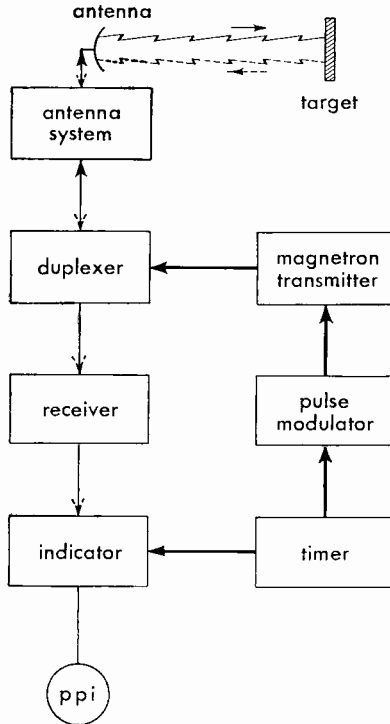 antenna
target
antenna
system
duplexer
magnetron
transmitter
receiver
pulse
modulator
indicator
timer
ppi